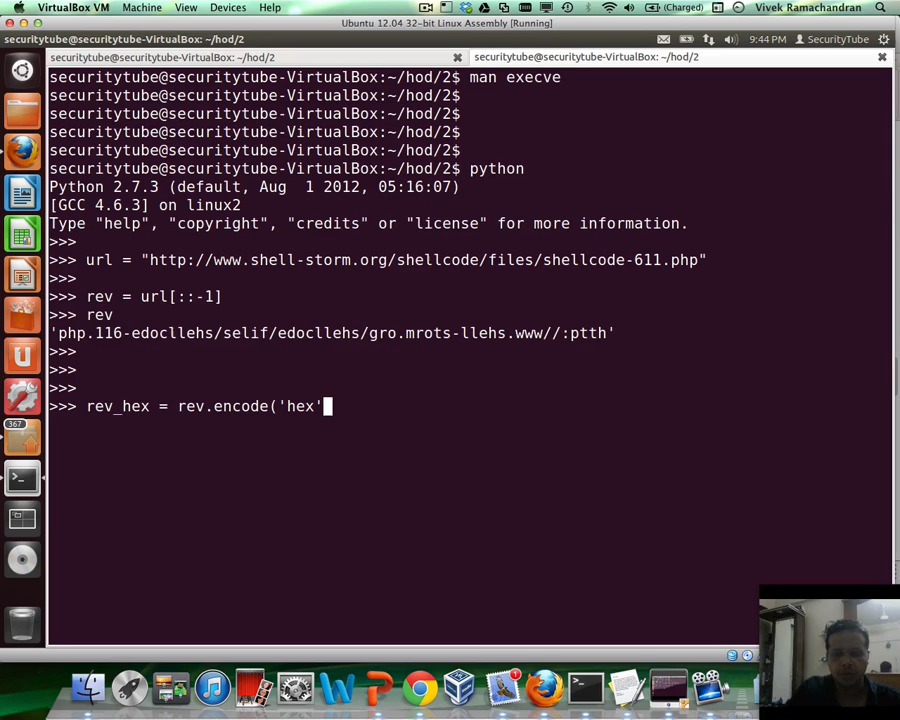 VirtualBox VM Machine View Devices Help (Charged) Vivek Ramachandran
Ubuntu 12.04 32-bit Linux Assembly [Running]
securitytube@securitytube-VirtualBox: ~/hod/2 9:44 PM SecurityTube
securitytube@securitytube-VirtualBox: ~/hod/2 securitytube@securitytube-VirtualBox: ~/hod/2
securitytube@securitytube-VirtualBox:~/hod/2$ man execve
securitytube@securitytube-VirtualBox:~/hod/2$
securitytube@securitytube-VirtualBox:~/hod/2$
securitytube@securitytube-VirtualBox:~/hod/2$
securitytube@securitytube-VirtualBox:~/hod/2$
securitytube@securitytube-VirtualBox:~/hod/2$ python
Python 2.7.3 (default, Aug  1 2012, 05:16:07)
[GCC 4.6.3] on linux2
Type "help", "copyright", "credits" or "license" for more information.
>>>
>>> url = "http://www.shell-storm.org/shellcode/files/shellcode-611.php"
>>>
>>> rev = url[::-1]
>>> rev
'php.116-edocllehs/selif/edocllehs/gro.mrots-llehs.www//:ptth'
>>>
>>>
>>>
>>> rev_hex = rev.encode('hex'
367